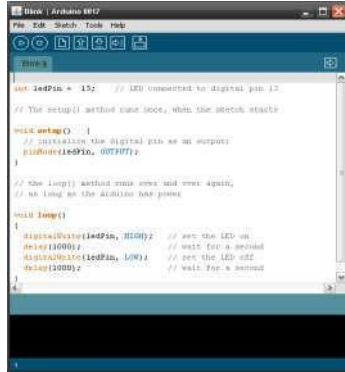 Blink | Arduino 0017
File Edit Sketch Tools Help
Blink
int ledPin = 13; // LED connected to digital pin 13
// The setup() method runs once, when the sketch starts
void setup() {
// initialize the digital pin as an output:
pinMode(ledPin, OUTPUT);
}
// the loop() method runs over and over again,
// as long as the Arduino has power
void loop()
{
digitalWrite(ledPin, HIGH); // set the LED on
delay(1000); // wait for a second
digitalWrite(ledPin, LOW); // set the LED off
delay(1000); // wait for a second
}